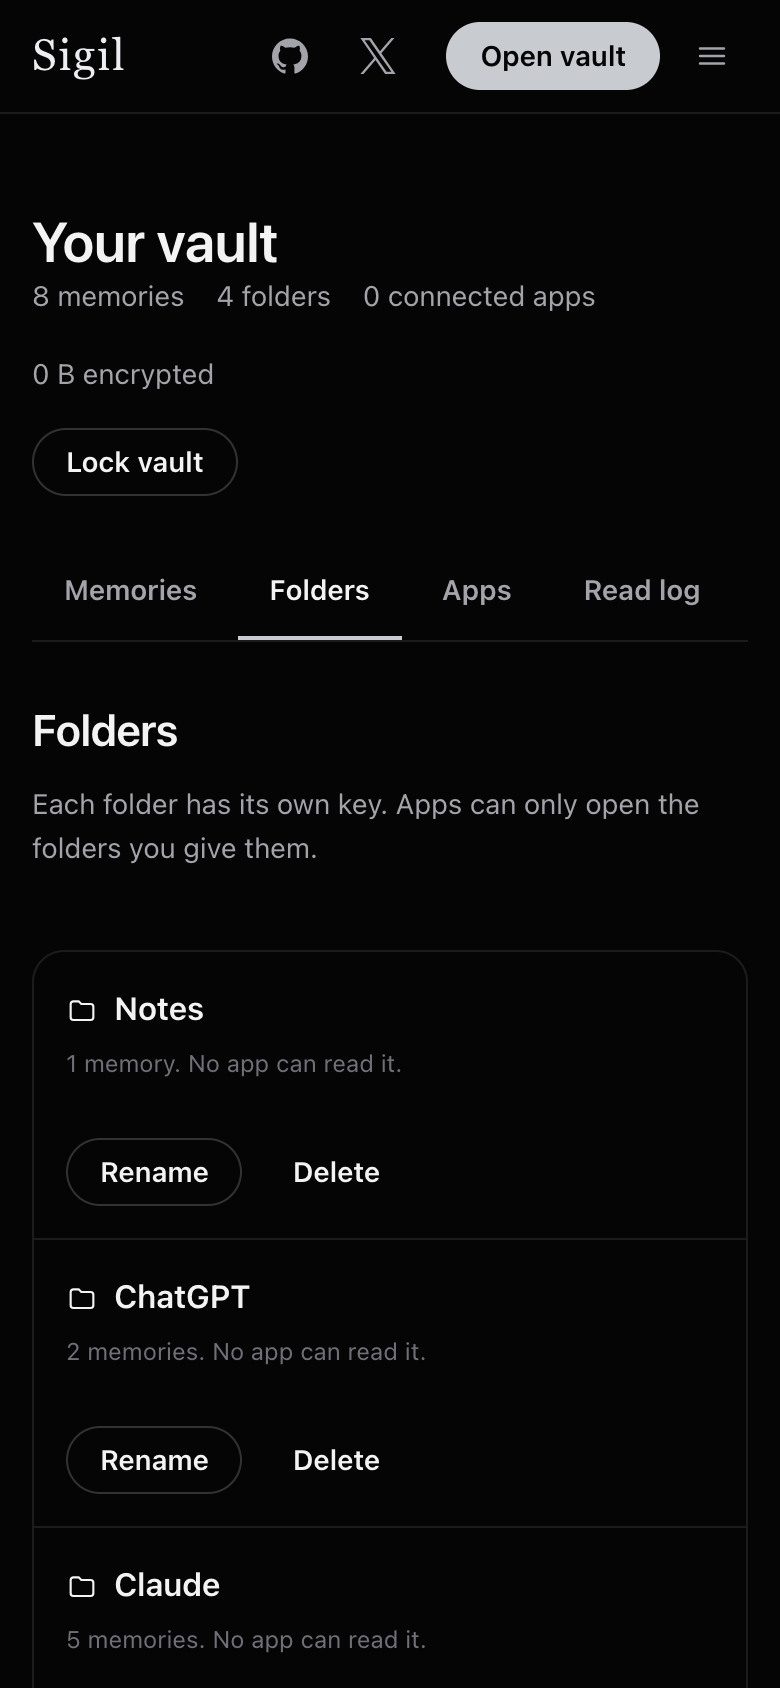 Sigil
Open vault
Your vault
8 memories 4 folders 0 connected apps
0 B encrypted
Lock vault
Memories Folders Apps Read log
Folders
Each folder has its own key. Apps can only open the
folders you give them.
Notes
1 memory. No app can read it.
Rename Delete
ChatGPT
2 memories. No app can read it.
Rename Delete
Claude
5 memories. No app can read it.